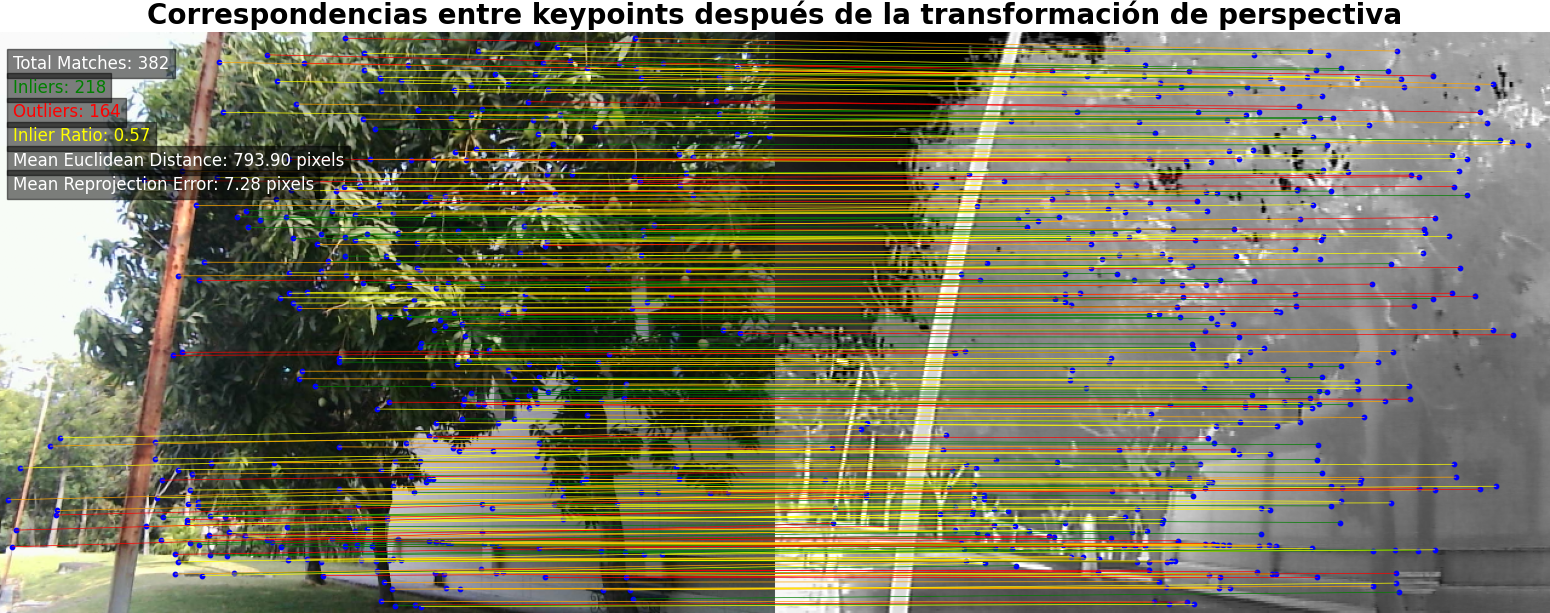 Correspondencias entre keypoints después de la transformación de perspectiva
Total Matches: 382
Inliers: 218
Outliers: 164
Inlier Ratio: 0.57
Mean Euclidean Distance: 793.90 pixels
Mean Reprojection Error: 7.28 pixels